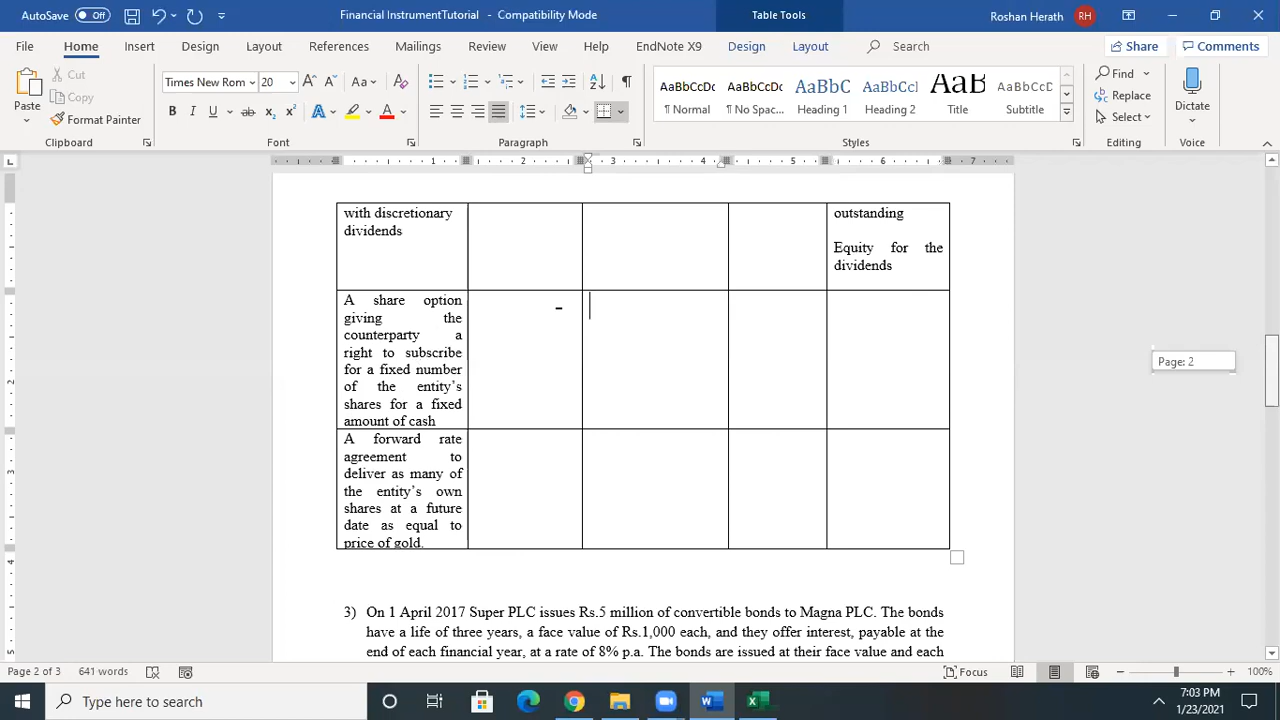 AutoSave Off
Financial InstrumentTutorial - Compatibility Mode
Table Tools
Roshan Herath RH
File Home Insert Design Layout References Mailings Review View Help EndNote X9 Design Layout Search Share Comments
Paste
Cut
Copy
Format Painter
Times New Rom 20
Normal
No Spac...
Heading 1
Heading 2
Title
Subtitle
Find
Replace
Select
Dictate
Clipboard Font Paragraph Styles Editing Voice
with discretionary
dividends
outstanding
Equity for the
dividends
A share option
giving the
counterparty a
right to subscribe
for a fixed number
of the entity's
shares for a fixed
amount of cash
-
A forward rate
agreement to
deliver as many of
the entity's own
shares at a future
date as equal to
price of gold.
Page: 2
3) On 1 April 2017 Super PLC issues Rs.5 million of convertible bonds to Magna PLC. The bonds
have a life of three years, a face value of Rs.1,000 each, and they offer interest, payable at the
end of each financial year, at a rate of 8% p.a. The bonds are issued at their face value and each
Page 2 of 3 641 words Focus 100%
Type here to search
7:03 PM
1/23/2021